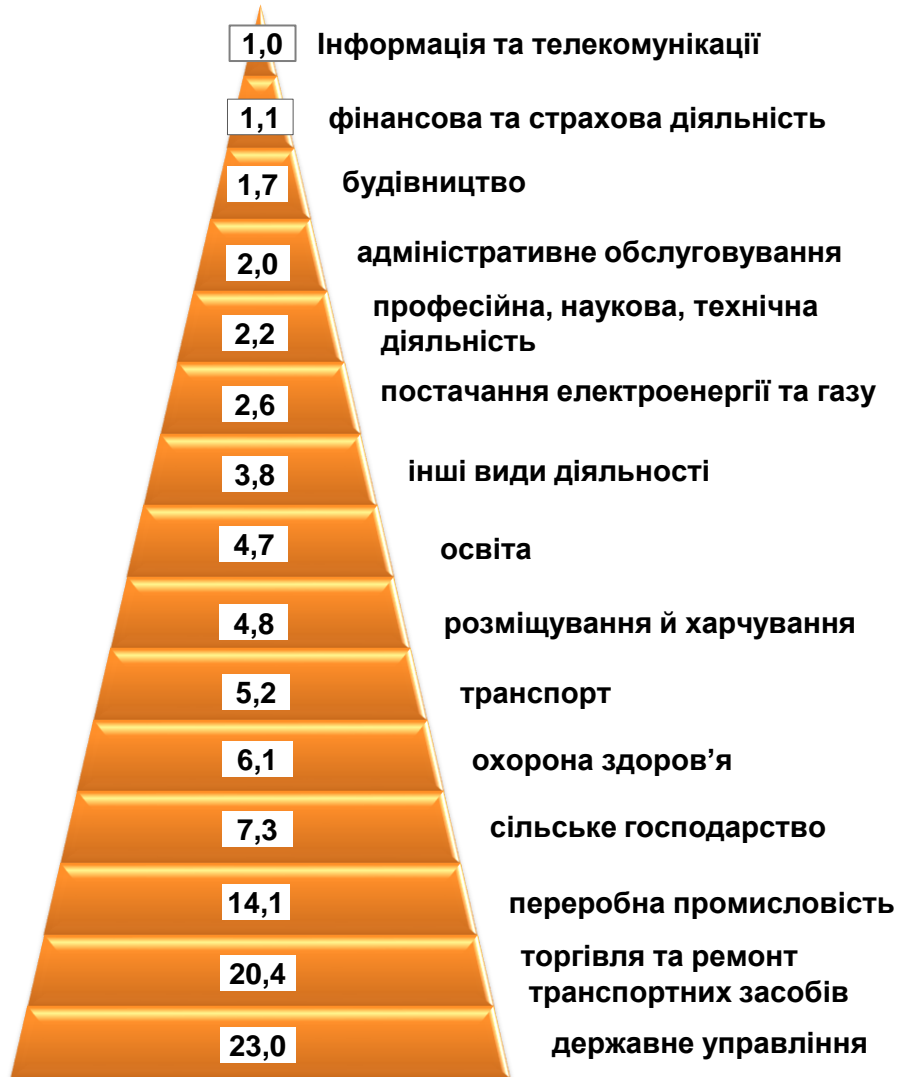 1,0 Інформація та телекомунікації
1,1 фінансова та страхова діяльність
1,7 будівництво
2,0 адміністративне обслуговування
2,2 професійна, наукова, технічна
діяльність
2,6 постачання електроенергії та газу
3,8 інші види діяльності
4,7 освіта
4,8 розміщування й харчування
5,2 транспорт
6,1 охорона здоров’я
7,3 сільське господарство
14,1 переробна промисловість
20,4 торгівля та ремонт
транспортних засобів
23,0 державне управління